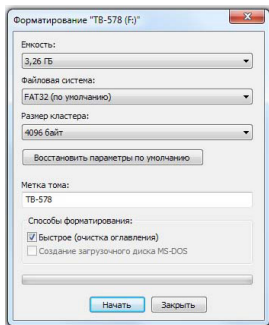 Форматирование "TB-578 (F:)"
Емкость:
3,26 ГБ
Файловая система:
FAT32 (по умолчанию)
Размер кластера:
4096 байт
Восстановить параметры по умолчанию
Метка тома:
TB-578
Способы форматирования:
Быстрое (очистка оглавления)
Создание загрузочного диска MS-DOS
Начать
Закрыть